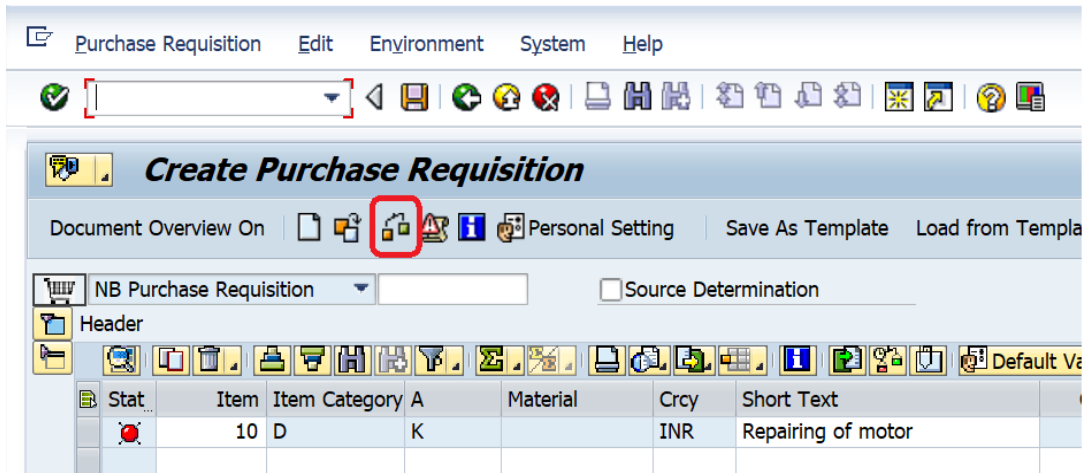 Purchase Requisition Edit Environment System Help
Create Purchase Requisition
Document Overview On Personal Setting Save As Template Load from Templa
NB Purchase Requisition Source Determination
Header
Default Va
Stat Item Item Category A Material Crcy Short Text
10 D K INR Repairing of motor